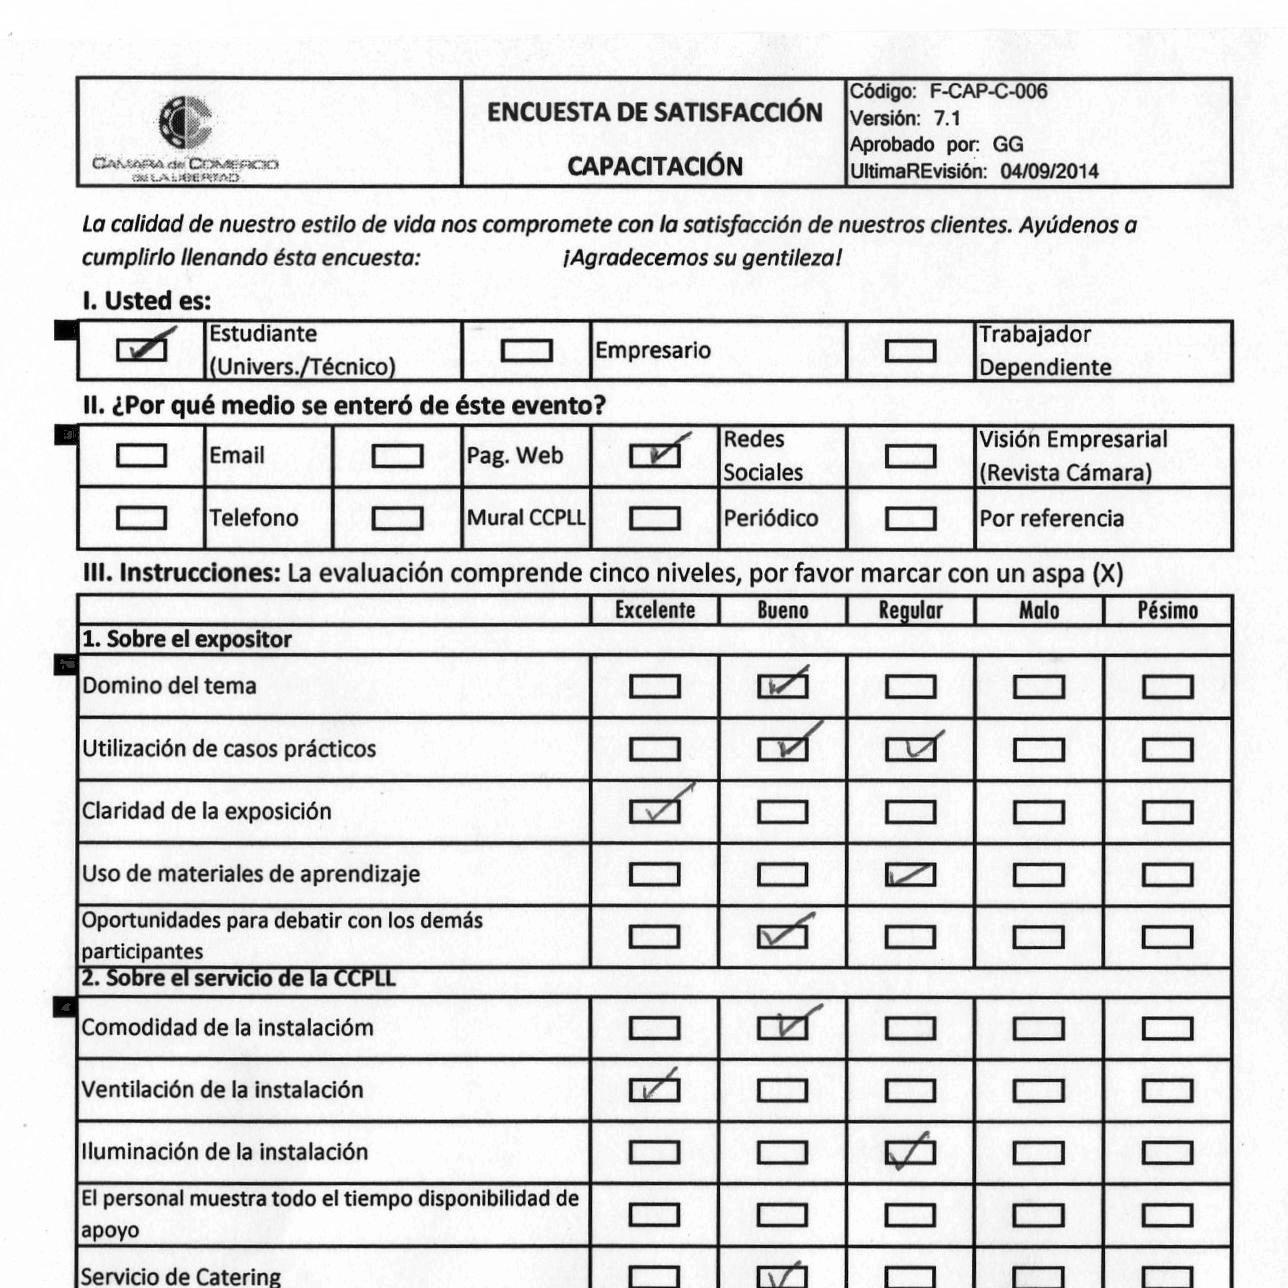 CAMARA de COMERCIO
DE LA LIBERTAD
ENCUESTA DE SATISFACCIÓN
CAPACITACIÓN
Código: F-CAP-C-006
Versión: 7.1
Aprobado por: GG
UltimaREvisión: 04/09/2014
La calidad de nuestro estilo de vida nos compromete con la satisfacción de nuestros clientes. Ayúdenos a
cumplirlo llenando ésta encuesta: ¡Agradecemos su gentileza!
I. Usted es:
Estudiante
(Univers./Técnico)
Empresario
Trabajador
Dependiente
II. ¿Por qué medio se enteró de éste evento?
Email
Pag. Web
Redes
Sociales
Visión Empresarial
(Revista Cámara)
Telefono
Mural CCPLL
Periódico
Por referencia
III. Instrucciones: La evaluación comprende cinco niveles, por favor marcar con un aspa (X)
Excelente Bueno Regular Malo Pésimo
1. Sobre el expositor
Domino del tema
Utilización de casos prácticos
Claridad de la exposición
Uso de materiales de aprendizaje
Oportunidades para debatir con los demás
participantes
2. Sobre el servicio de la CCPLL
Comodidad de la instalacióm
Ventilación de la instalación
Iluminación de la instalación
El personal muestra todo el tiempo disponibilidad de
apoyo
Servicio de Catering